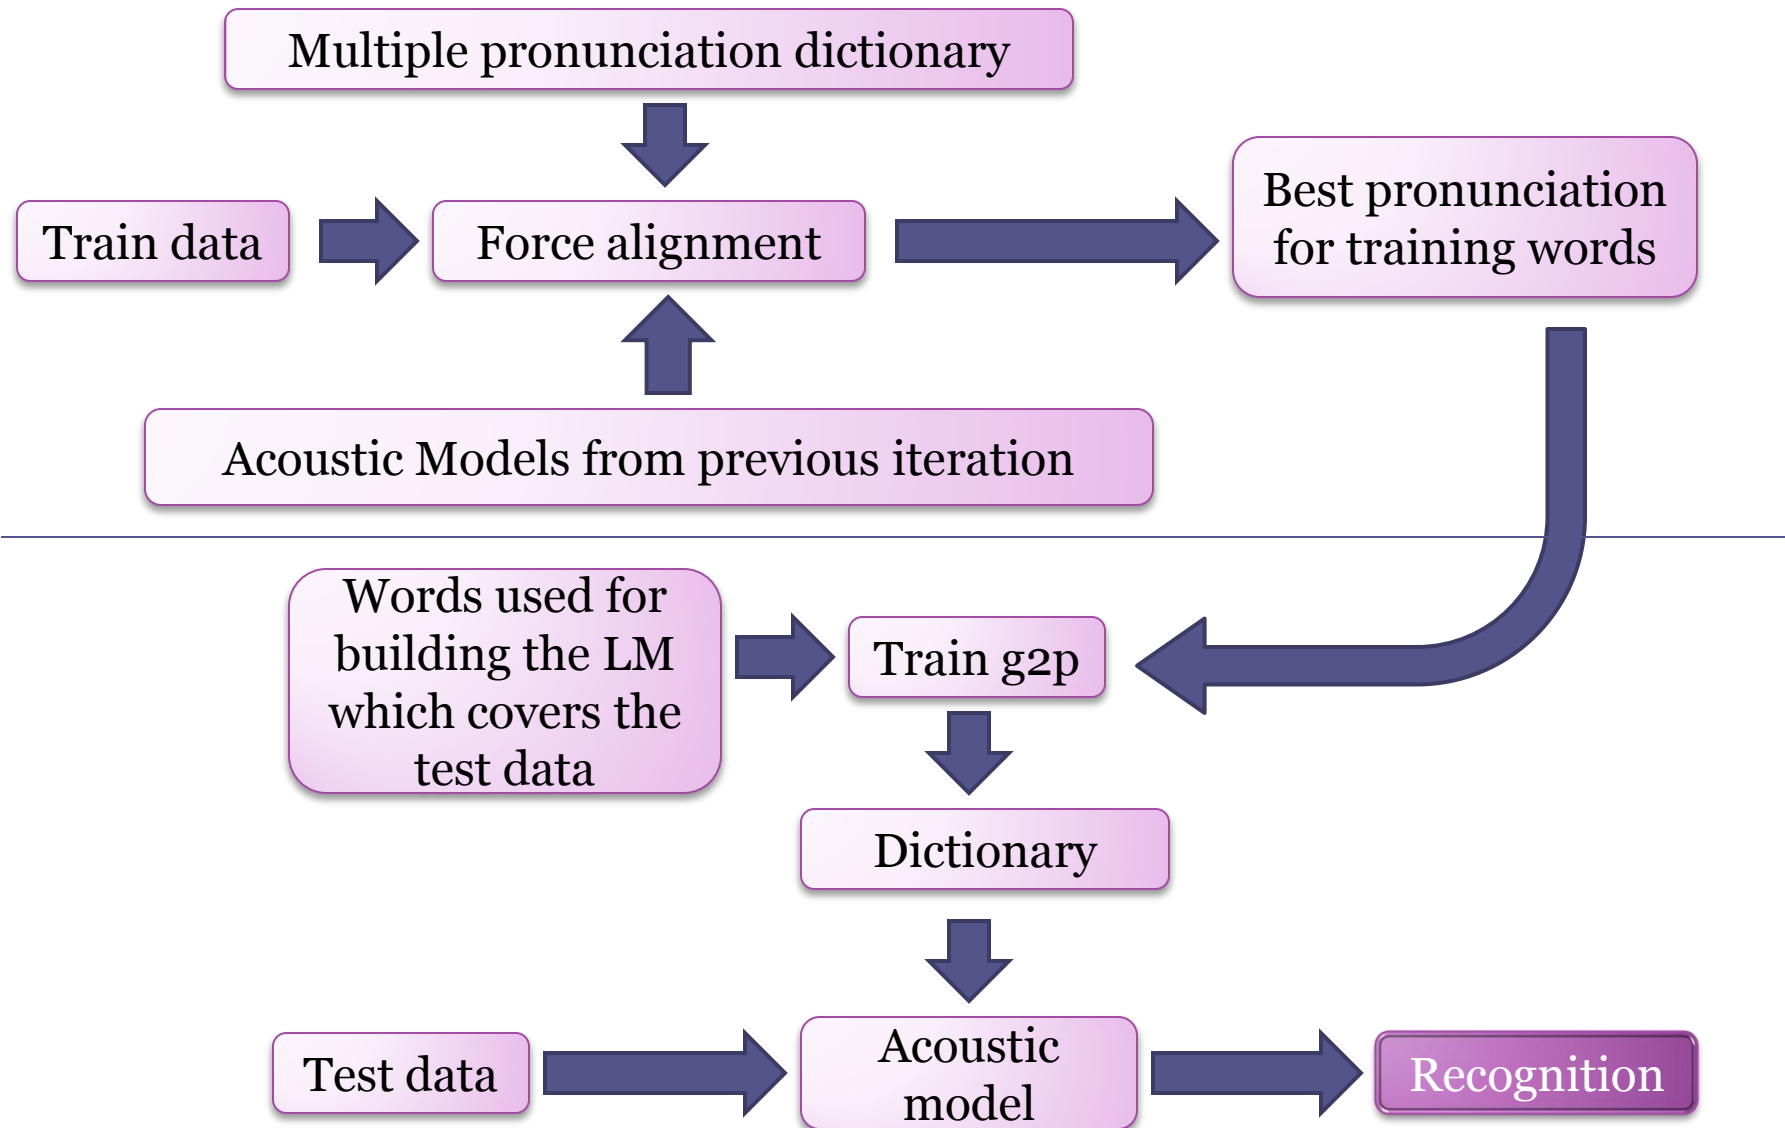 Multiple pronunciation dictionary
Train data
Force alignment
Best pronunciation
for training words
Acoustic Models from previous iteration
Words used for
building the LM
which covers the
test data
Train g2p
Dictionary
Test data
Acoustic
model
Recognition